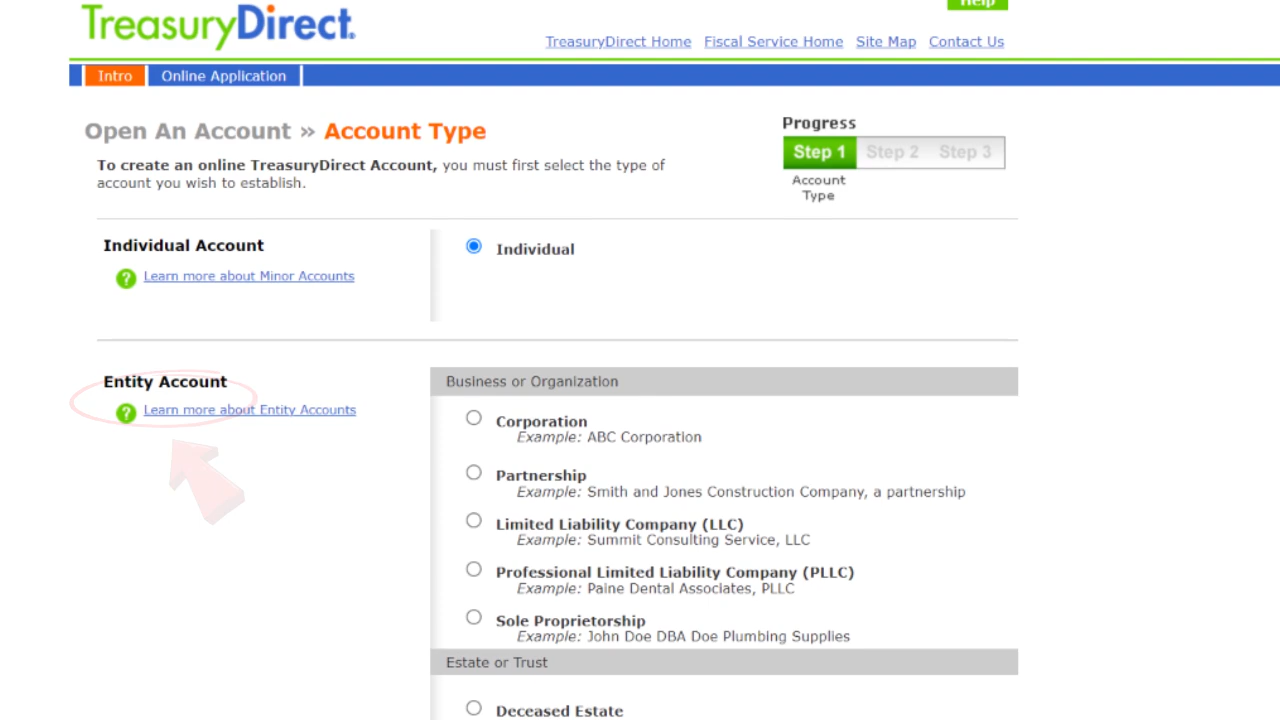 Help
TreasuryDirect
TreasuryDirect Home Fiscal Service Home Site Map Contact Us
Intro Online Application
Open An Account » Account Type
Progress
To create an online TreasuryDirect Account, you must first select the type of
account you wish to establish.
Step 1 Step 2 Step 3
Account
Type
Individual Account
Individual
? Learn more about Minor Accounts
Entity Account
? Learn more about Entity Accounts
Business or Organization
Corporation
Example: ABC Corporation
Partnership
Example: Smith and Jones Construction Company, a partnership
Limited Liability Company (LLC)
Example: Summit Consulting Service, LLC
Professional Limited Liability Company (PLLC)
Example: Paine Dental Associates, PLLC
Sole Proprietorship
Example: John Doe DBA Doe Plumbing Supplies
Estate or Trust
Deceased Estate